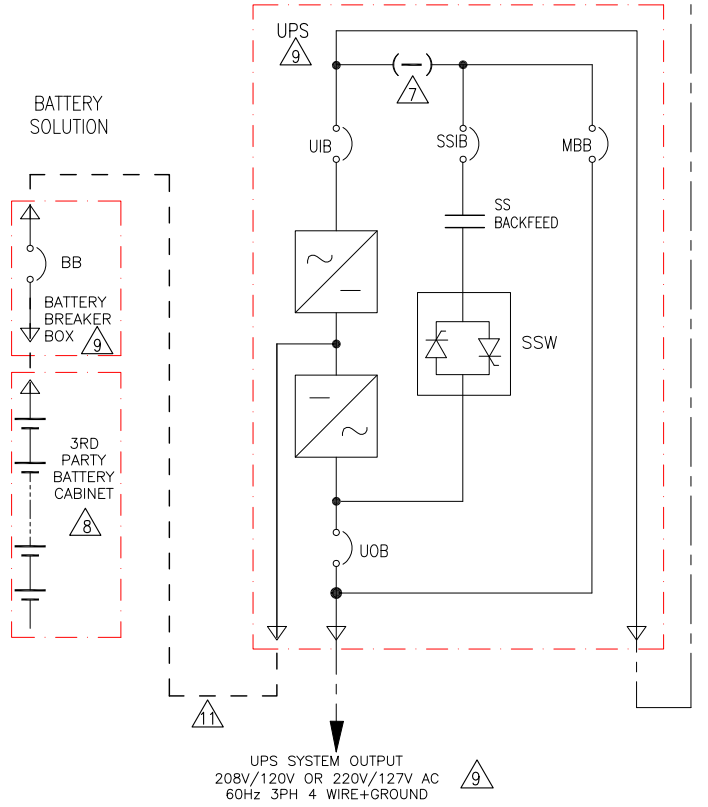 UPS
9
7
BATTERY
SOLUTION
UIB
SSIB
MBB
SS
BACKFEED
BB
BATTERY
BREAKER
BOX
9
SSW
3RD
PARTY
BATTERY
CABINET
8
UOB
11
UPS SYSTEM OUTPUT
208V/120V OR 220V/127V AC
60Hz 3PH 4 WIRE+GROUND
9